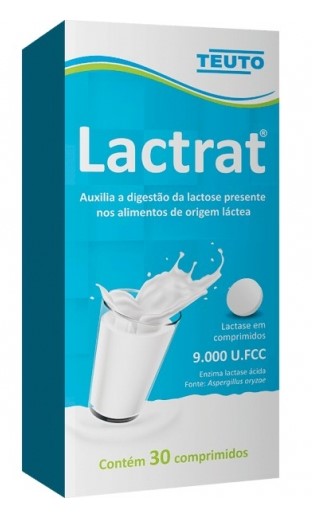 TEUTO
Lactrat®
Auxilia a digestão da lactose presente
nos alimentos de origem láctea
Lactase em
comprimidos
9.000 U.FCC
Enzima lactase ácida
Fonte: Aspergillus oryzae
Contém 30 comprimidos